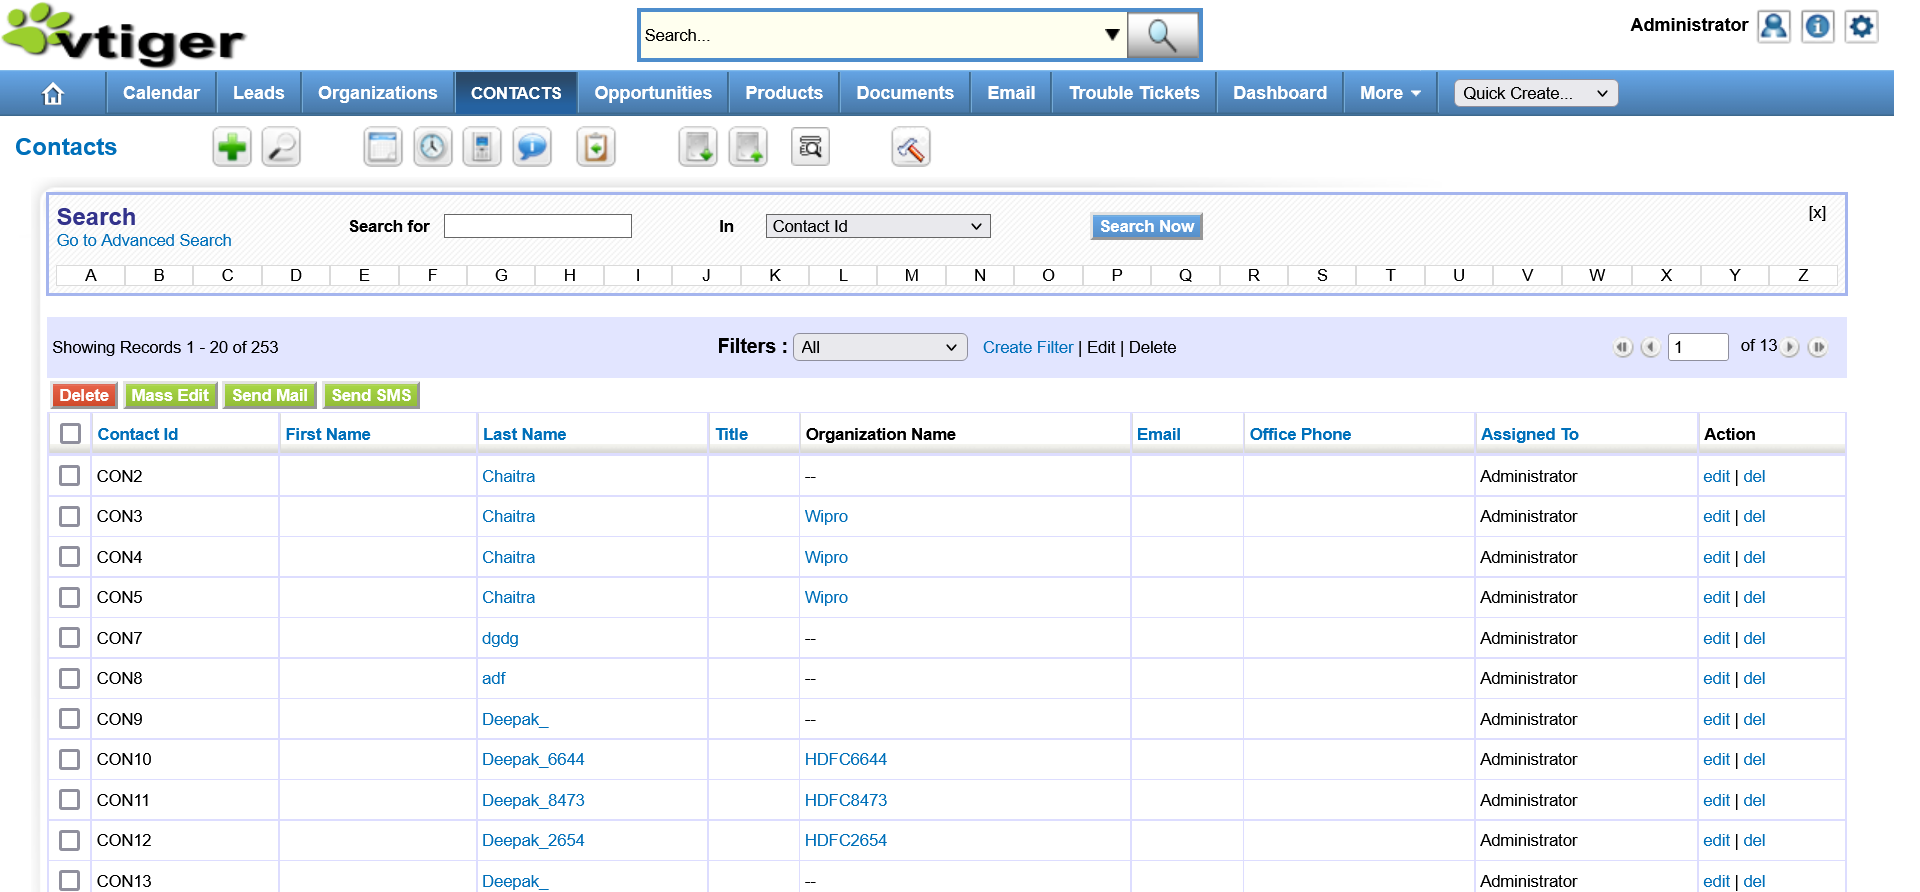 vtiger
Search...
Administrator
Calendar Leads Organizations CONTACTS Opportunities Products Documents Email Trouble Tickets Dashboard More Quick Create...
Contacts
Search
Go to Advanced Search
Search for In Contact Id Search Now [x]
A B C D E F G H I J K L M N O P Q R S T U V W X Y Z
Showing Records 1 - 20 of 253 Filters : All Create Filter | Edit | Delete 1 of 13
Delete Mass Edit Send Mail Send SMS
Contact Id First Name Last Name Title Organization Name Email Office Phone Assigned To Action
CON2 Chaitra -- Administrator edit | del
CON3 Chaitra Wipro Administrator edit | del
CON4 Chaitra Wipro Administrator edit | del
CON5 Chaitra Wipro Administrator edit | del
CON7 dgdg -- Administrator edit | del
CON8 adf -- Administrator edit | del
CON9 Deepak_ -- Administrator edit | del
CON10 Deepak_6644 HDFC6644 Administrator edit | del
CON11 Deepak_8473 HDFC8473 Administrator edit | del
CON12 Deepak_2654 HDFC2654 Administrator edit | del
CON13 Deepak_ -- Administrator edit | del